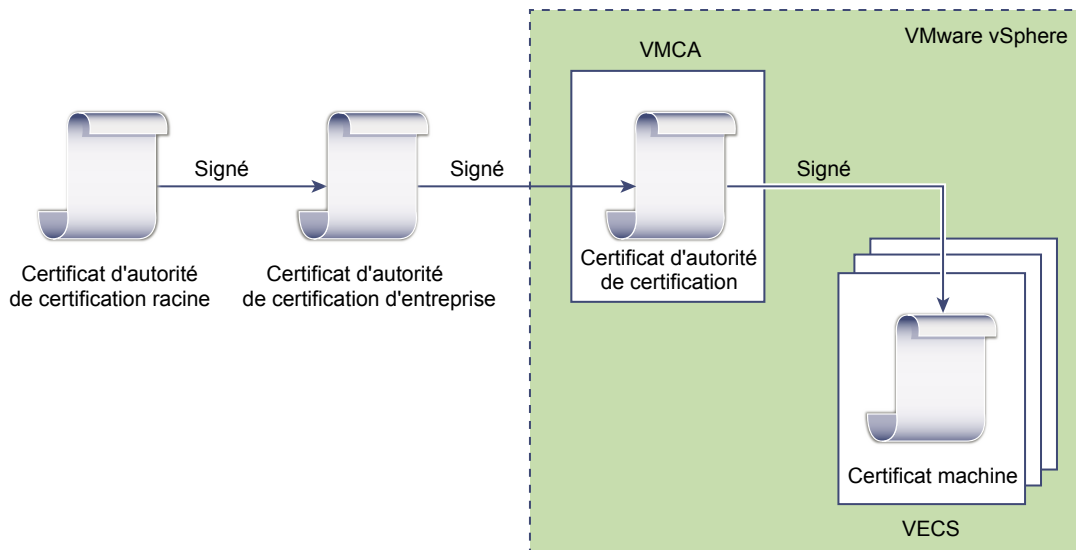 VMware vSphere
VMCA
Signé
Signé
Signé
Certificat d'autorité
de certification racine
Certificat d'autorité
de certification d'entreprise
Certificat d'autorité
de certification
Certificat machine
VECS